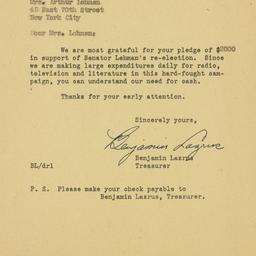 Mrs. Arthur Lehman
45 East 70th Street
New York City
Dear Mrs. Lehman:
We are most grateful for your pledge of $2000
in support of Senator Lehman's re-election. Since
we are making large expenditures daily for radio,
television and literature in this hard-fought cam-
paign, you can understand our need for cash.
Thanks for your early attention.
Sincerely yours,
Benjamin Lazrus
Benjamin Lazrus
BL/drl Treasurer
P. S. Please make your check payable to
Benjamin Lazrus, Treasurer.